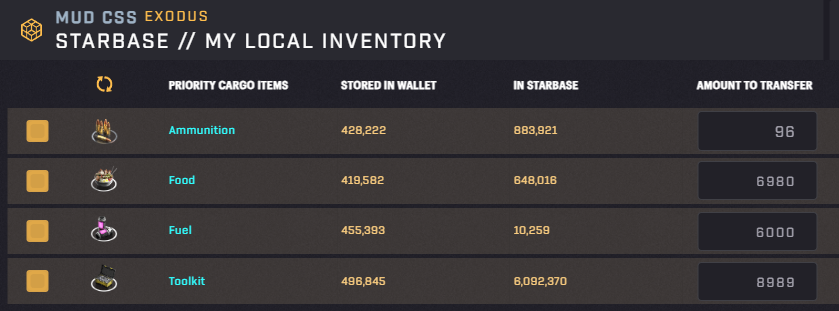 MUD CSS EXODUS
STARBASE // MY LOCAL INVENTORY
PRIORITY CARGO ITEMS STORED IN WALLET IN STARBASE AMOUNT TO TRANSFER
Ammunition 428,222 883,921 96
Food 419,582 648,016 6980
Fuel 455,393 10,259 6000
Toolkit 496,845 6,092,370 8989